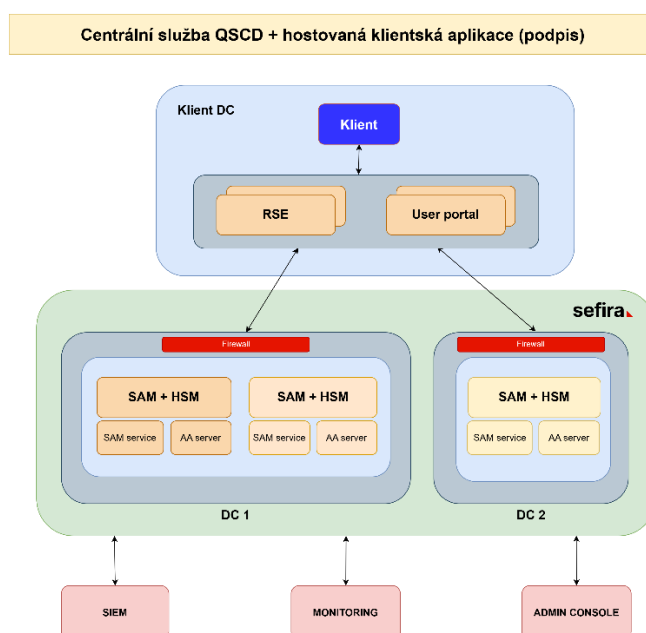 Centrální služba QSCD + hostovaná klientská aplikace (podpis)
Klient DC
Klient
RSE
User portal
sefira
Firewall
Firewall
SAM + HSM
SAM + HSM
SAM + HSM
SAM service
AA server
SAM service
AA server
SAM service
AA server
DC 1
DC 2
SIEM
MONITORING
ADMIN CONSOLE